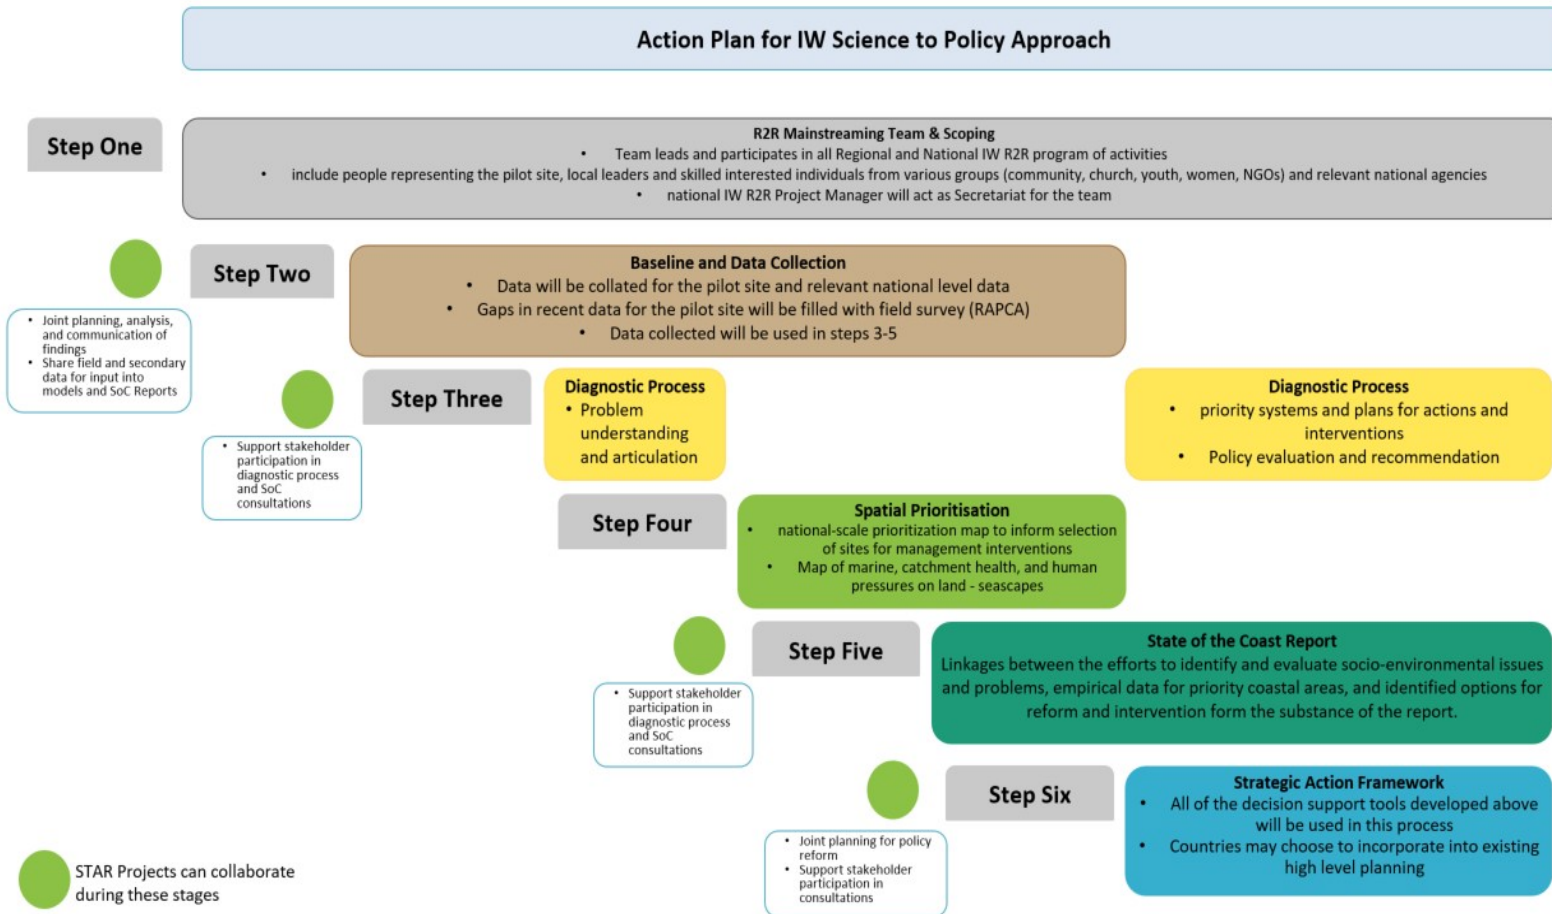 Action Plan for IW Science to Policy Approach
Step One
R2R Mainstreaming Team & Scoping
• Team leads and participates in all Regional and National IW R2R program of activities
• include people representing the pilot site, local leaders and skilled interested individuals from various groups (community, church, youth, women, NGOs) and relevant national agencies
• national IW R2R Project Manager will act as Secretariat for the team
Step Two
Baseline and Data Collection
• Data will be collated for the pilot site and relevant national level data
• Gaps in recent data for the pilot site will be filled with field survey (RAPCA)
• Data collected will be used in steps 3-5
• Joint planning, analysis,
and communication of
findings
• Share field and secondary
data for input into
models and SoC Reports
Step Three
Diagnostic Process
• Problem
understanding
and articulation
Diagnostic Process
• priority systems and plans for actions and
interventions
• Policy evaluation and recommendation
• Support stakeholder
participation in
diagnostic process
and SoC
consultations
Step Four
Spatial Prioritisation
• national-scale prioritization map to inform selection
of sites for management interventions
• Map of marine, catchment health, and human
pressures on land - seascapes
Step Five
State of the Coast Report
Linkages between the efforts to identify and evaluate socio-environmental issues
and problems, empirical data for priority coastal areas, and identified options for
reform and intervention form the substance of the report.
• Support stakeholder
participation in
diagnostic process
and SoC
consultations
Step Six
Strategic Action Framework
• All of the decision support tools developed above
will be used in this process
• Countries may choose to incorporate into existing
high level planning
• Joint planning for policy
reform
• Support stakeholder
participation in
consultations
STAR Projects can collaborate
during these stages